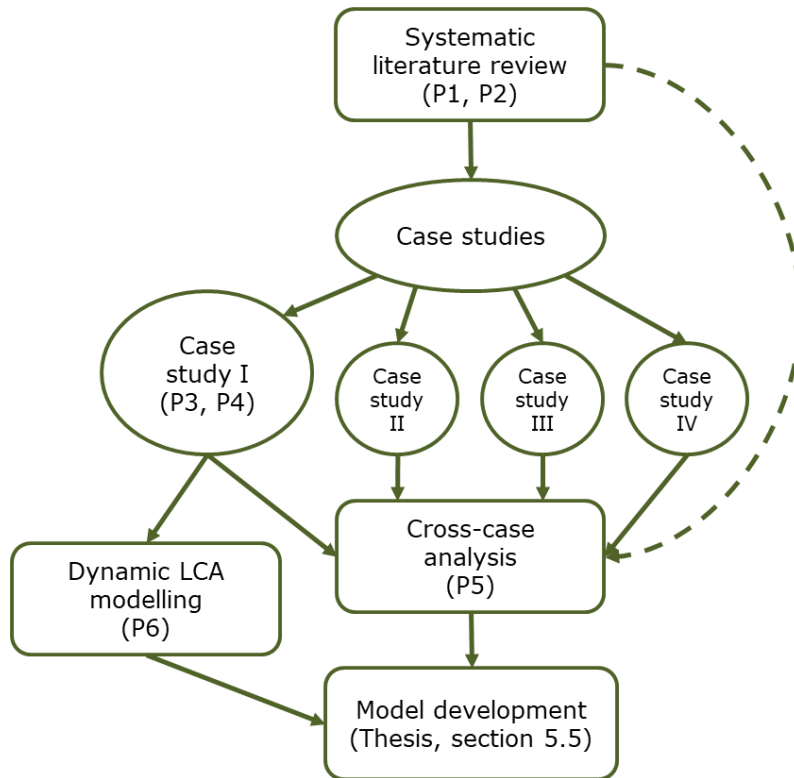 Systematic
literature review
(P1, P2)
Case studies
Case
study I
(P3, P4)
Case
study
II
Case
study
III
Case
study
IV
Cross-case
analysis
(P5)
Dynamic LCA
modelling
(P6)
Model development
(Thesis, section 5.5)